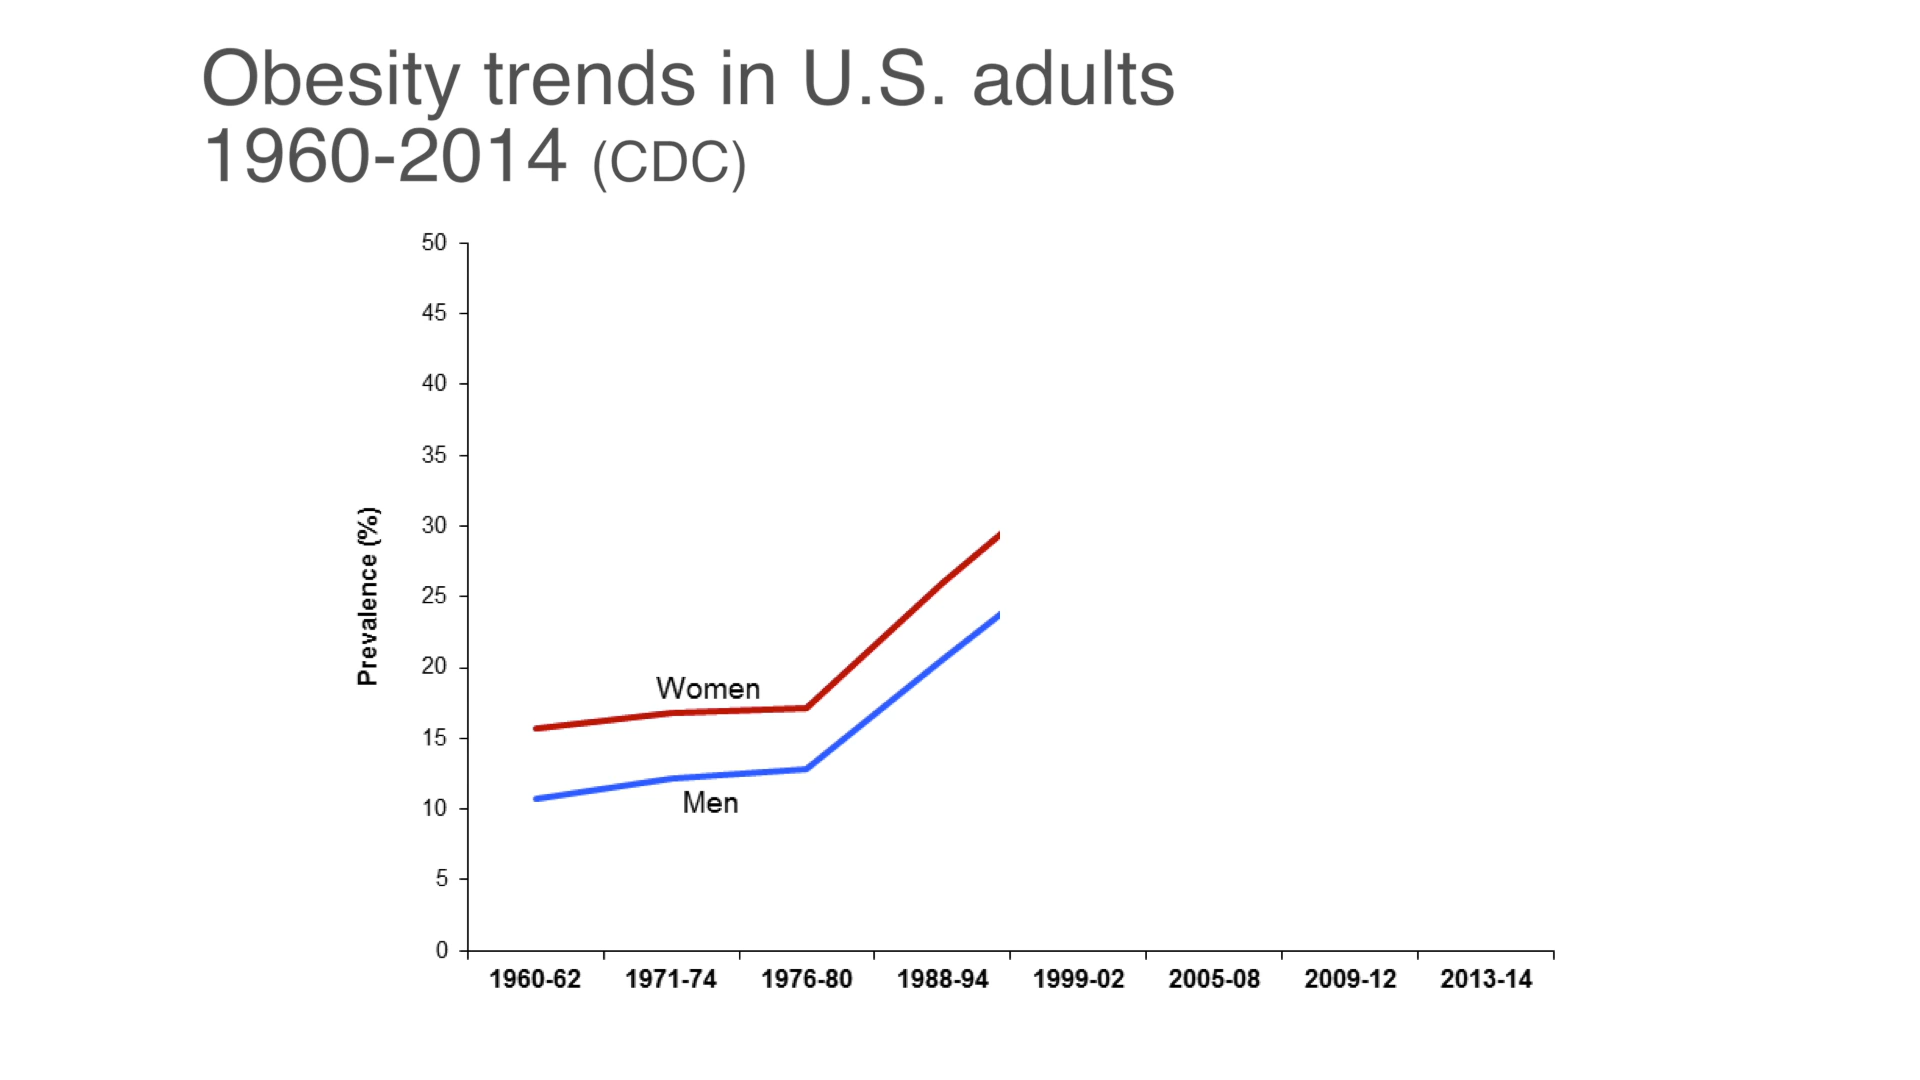 Obesity trends in U.S. adults
1960-2014 (CDC)
50
45
40
35
30
25
20
15
10
5
0
Prevalence (%)
Women
Men
1960-62 1971-74 1976-80 1988-94 1999-02 2005-08 2009-12 2013-14